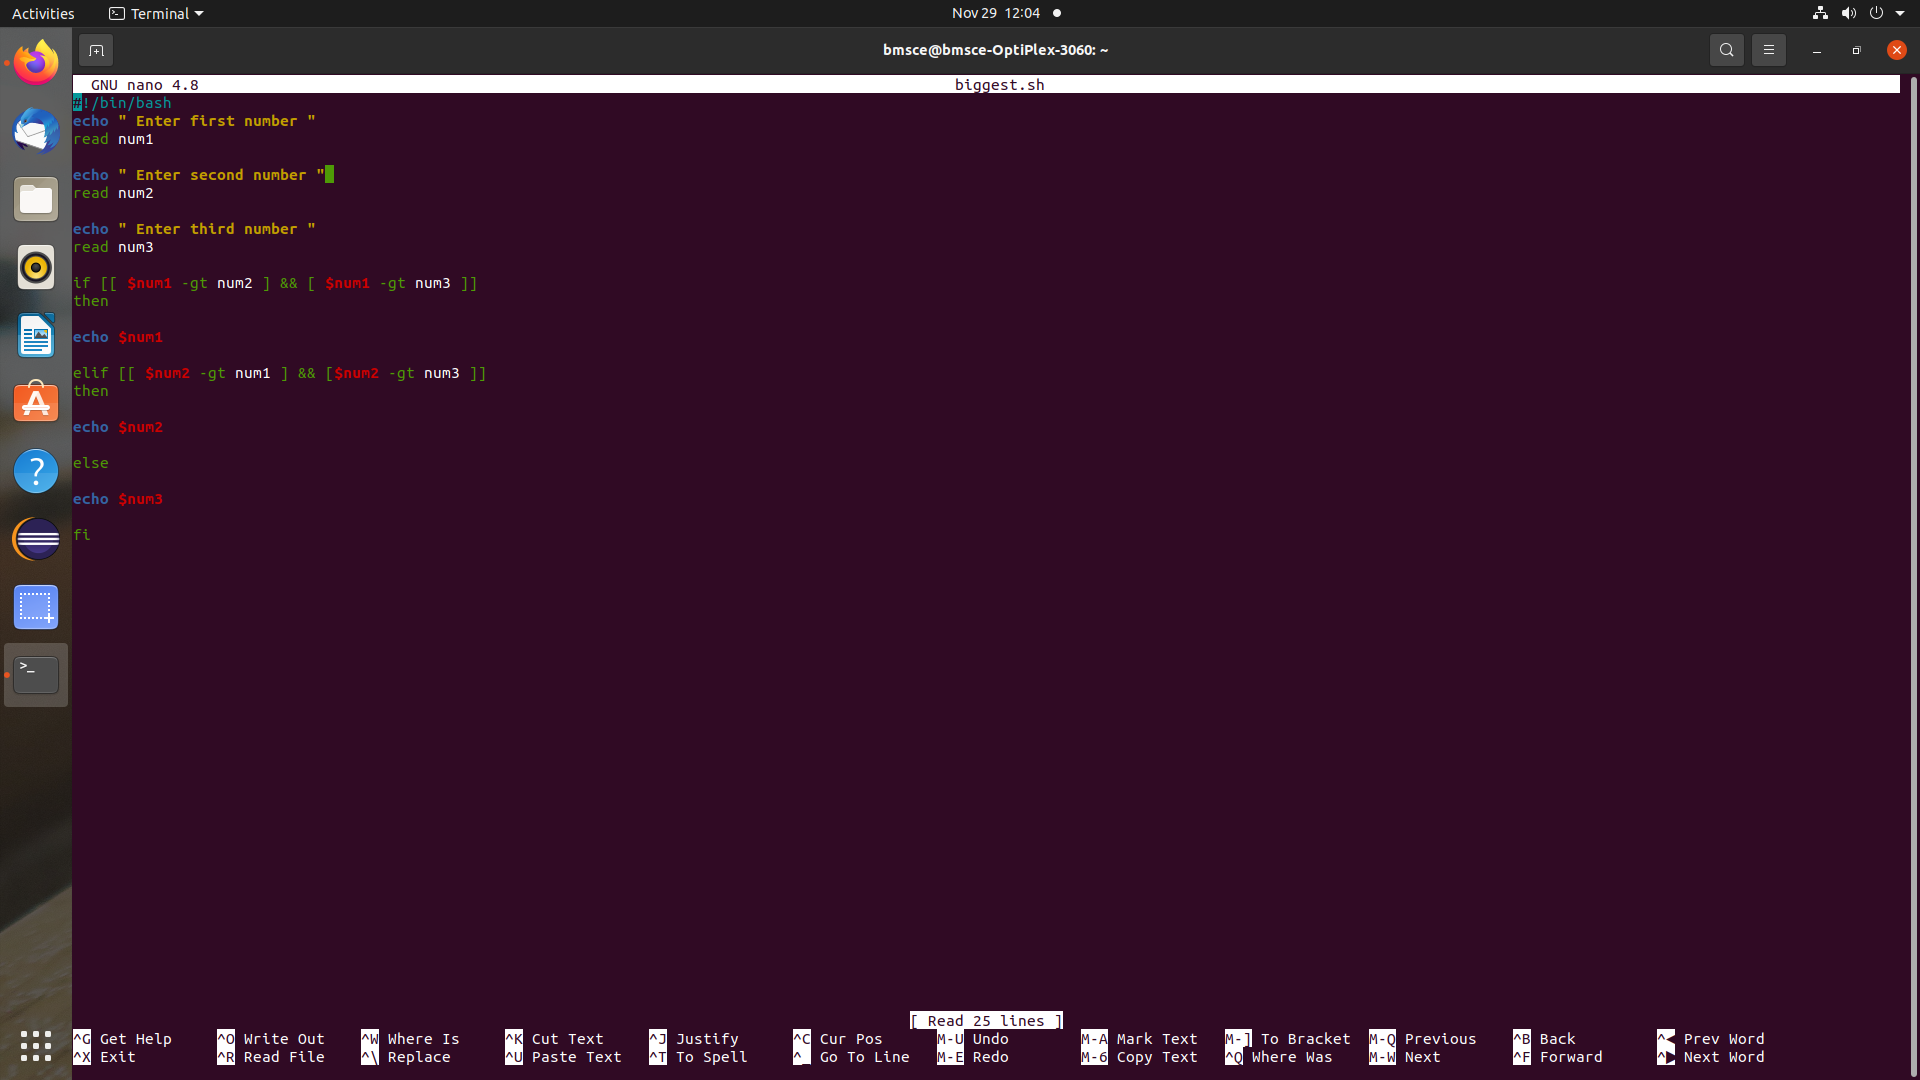 Activities
Terminal
Nov 29 12:04
bmsce@bmsce-OptiPlex-3060: ~
GNU nano 4.8 biggest.sh
#!/bin/bash
echo " Enter first number "
read num1
echo " Enter second number "
read num2
echo " Enter third number "
read num3
if [[ $num1 -gt num2 ] && [ $num1 -gt num3 ]]
then
echo $num1
elif [[ $num2 -gt num1 ] && [$num2 -gt num3 ]]
then
echo $num2
else
echo $num3
fi
[ Read 25 lines ]
^G Get Help ^O Write Out ^W Where Is ^K Cut Text ^J Justify ^C Cur Pos M-U Undo M-A Mark Text M-] To Bracket M-Q Previous ^B Back ^◀ Prev Word
^X Exit ^R Read File ^\ Replace ^U Paste Text ^T To Spell ^_ Go To Line M-E Redo M-6 Copy Text ^Q Where Was M-W Next ^F Forward ^▶ Next Word